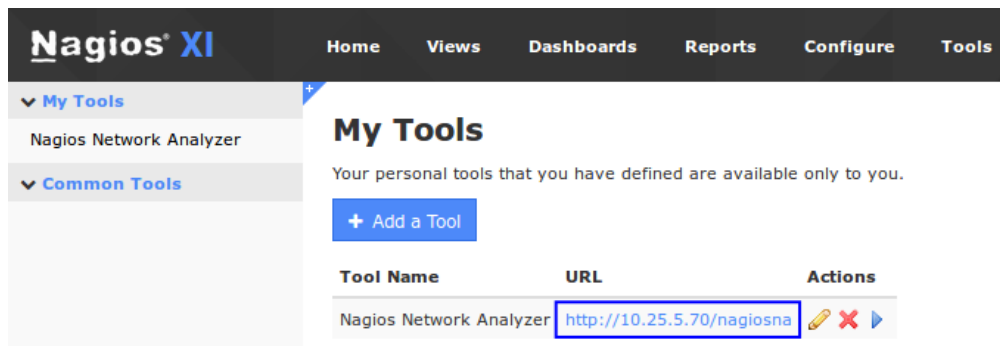 Nagios® XI
Home Views Dashboards Reports Configure Tools
My Tools
Nagios Network Analyzer
Common Tools
+
My Tools
Your personal tools that you have defined are available only to you.
+ Add a Tool
Tool Name URL Actions
Nagios Network Analyzer http://10.25.5.70/nagiosna